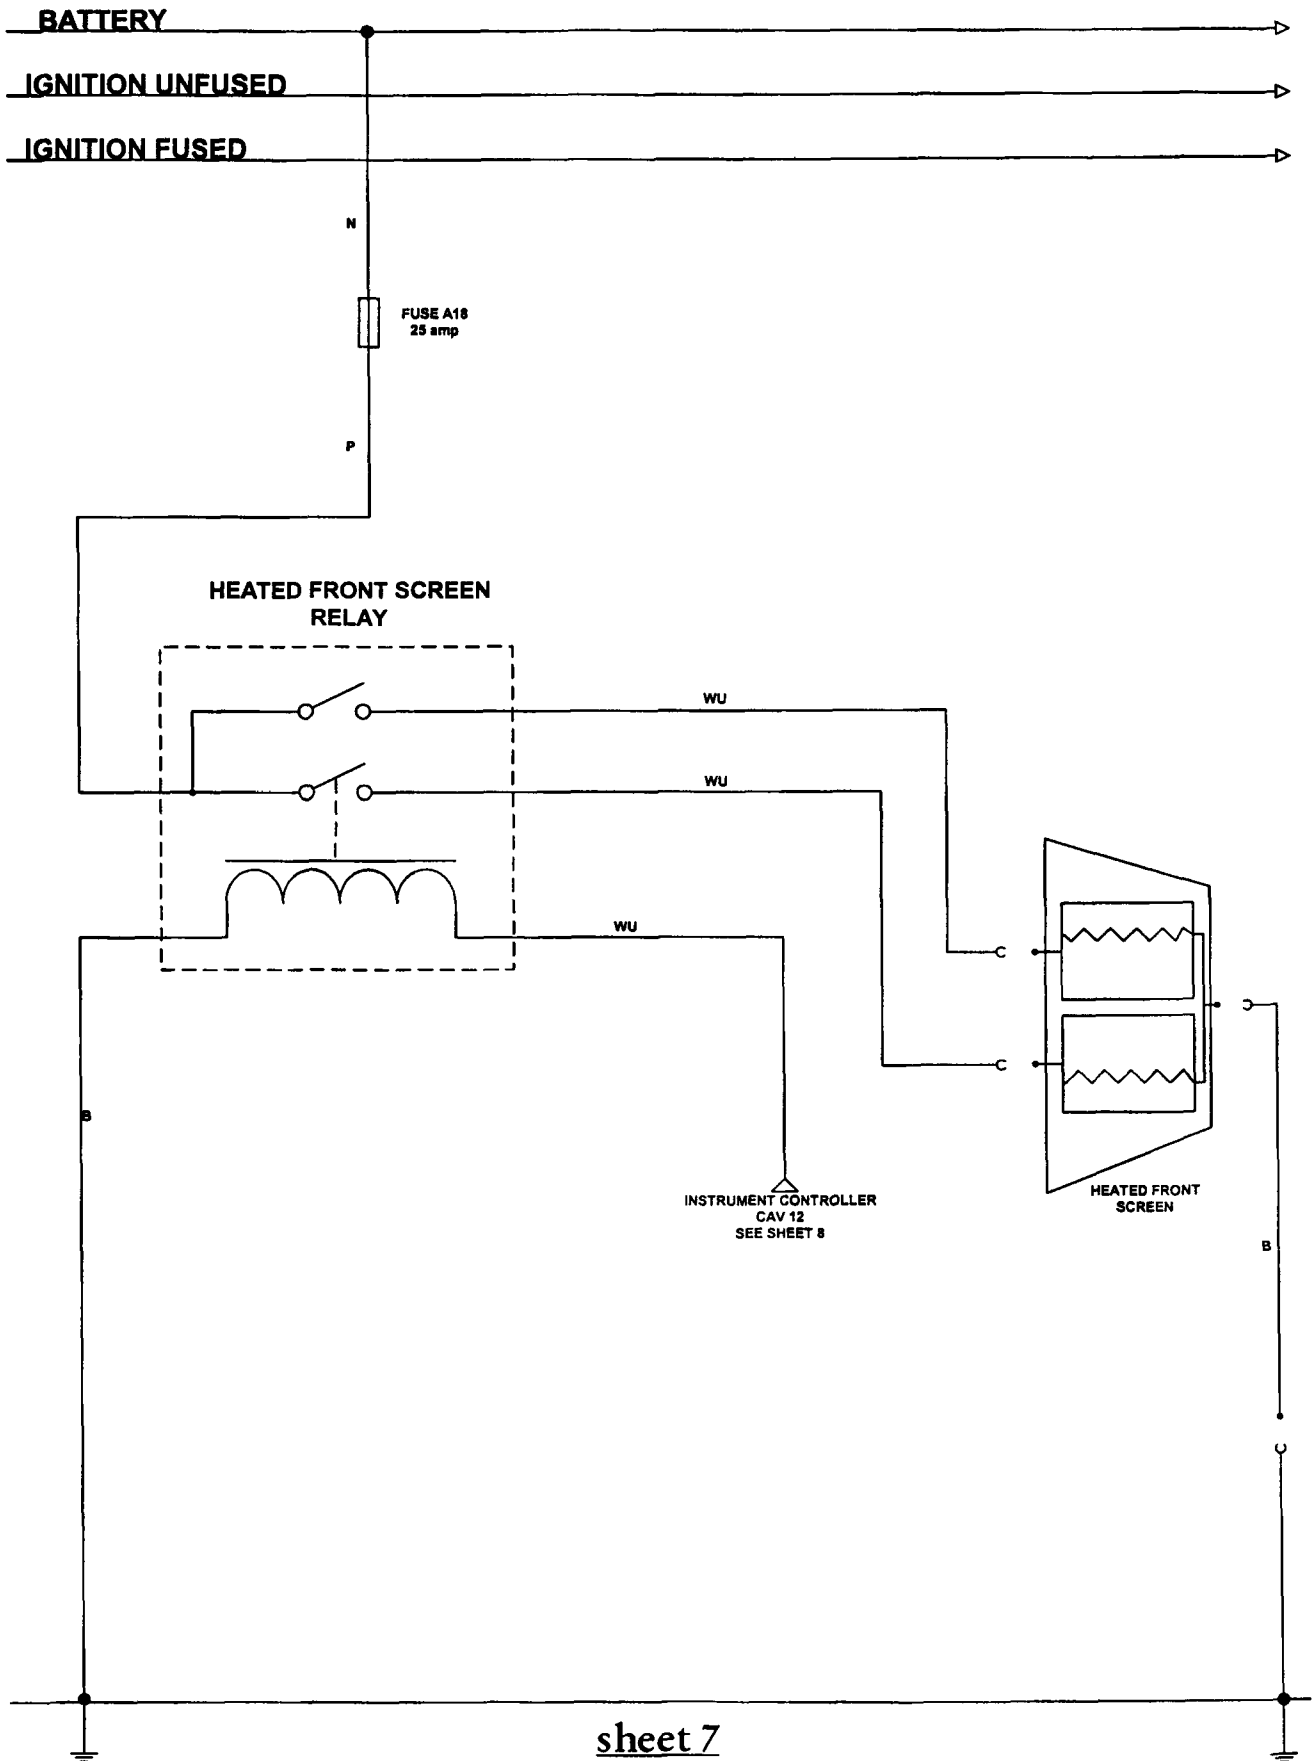 BATTERY
IGNITION UNFUSED
IGNITION FUSED
N
FUSE A18
25 amp
P
HEATED FRONT SCREEN
RELAY
WU
WU
WU
B
INSTRUMENT CONTROLLER
CAV 12
SEE SHEET 8
HEATED FRONT
SCREEN
B
sheet 7